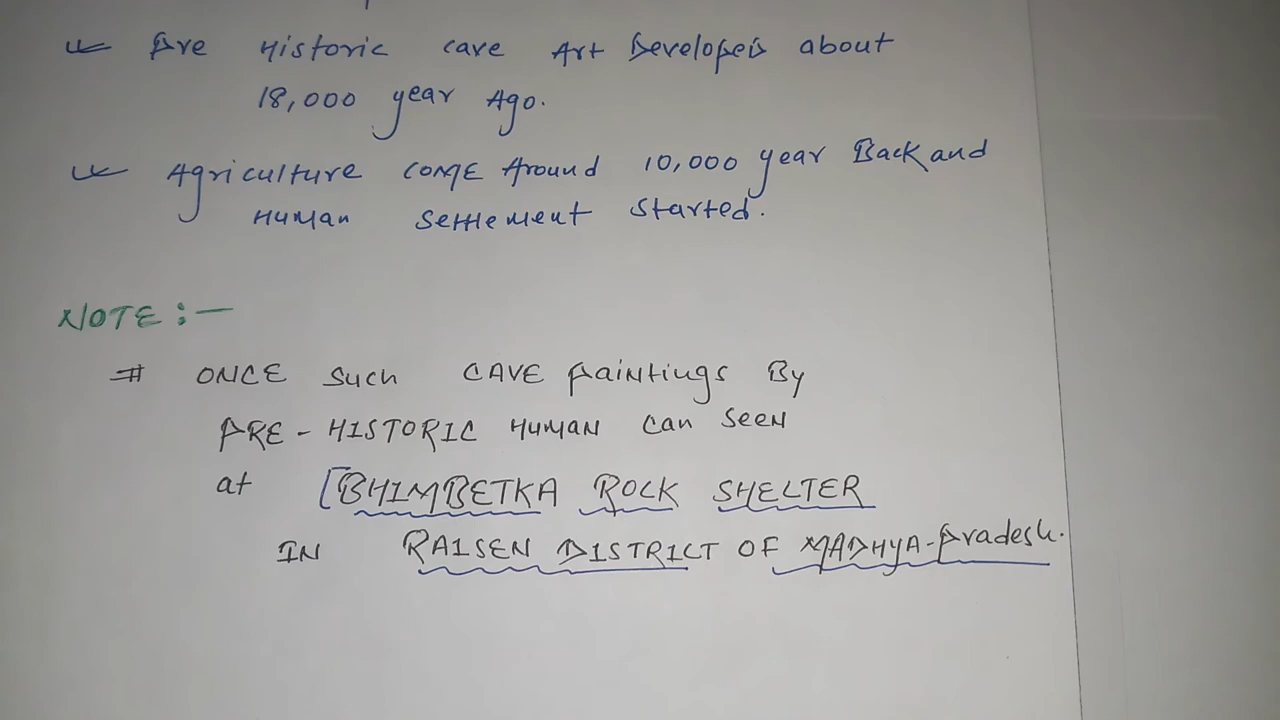 Pre Historic cave Art Developed about
18,000 year Ago.
Agriculture come Around 10,000 year Back and
Human Settlement Started.
NOTE :-
# ONCE Such CAVE Paintings By
PRE - HISTORIC HUMAN Can Seen
at [BHIMBETKA ROCK SHELTER
IN RAISEN DISTRICT OF MADHYA-Pradesh.